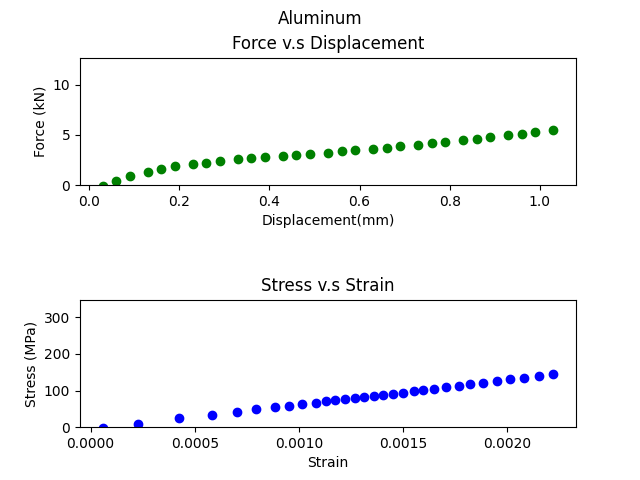 Aluminum
Force v.s Displacement
Force (kN)
10
5
0
0.0 0.2 0.4 0.6 0.8 1.0
Displacement(mm)
Stress v.s Strain
Stress (MPa)
300
200
100
0
0.0000 0.0005 0.0010 0.0015 0.0020
Strain